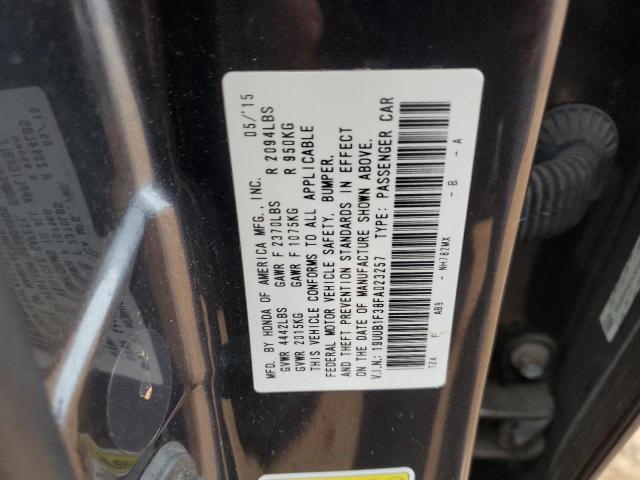 MFD. BY HONDA OF AMERICA MFG., INC. 05/'15
GVWR 4442LBS GAWR F 2370LBS R 2094LBS
GVWR 2015KG GAWR F 1075KG R 950KG
THIS VEHICLE CONFORMS TO ALL APPLICABLE
FEDERAL MOTOR VEHICLE SAFETY, BUMPER,
AND THEFT PREVENTION STANDARDS IN EFFECT
ON THE DATE OF MANUFACTURE SHOWN ABOVE.
V.I.N.: 19UUB1F38FA023257 TYPE: PASSENGER CAR
TZ4 F AB9 NH782MX - B - A